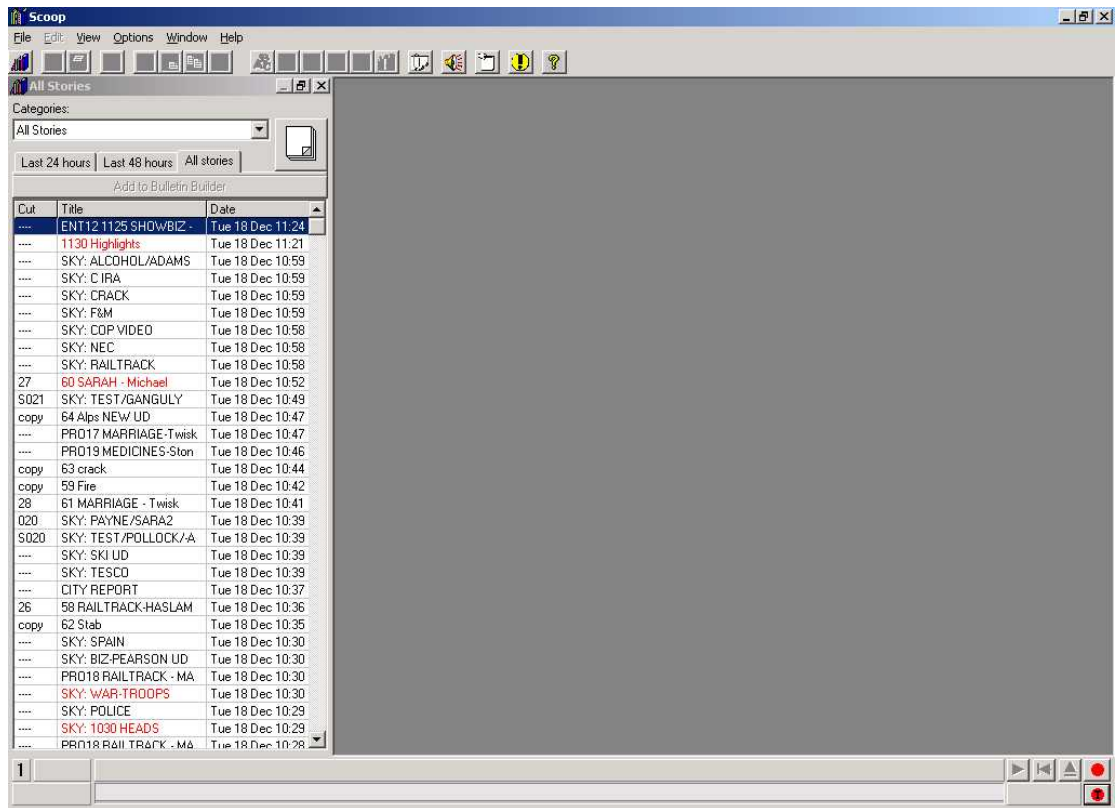 Scoop
File Edit View Options Window Help
All Stories
Categories:
All Stories
Last 24 hours Last 48 hours All stories
Add to Bulletin Builder
Cut Title Date
---- ENT12 1125 SHOWBIZ - Tue 18 Dec 11:24
---- 1130 Highlights Tue 18 Dec 11:21
---- SKY: ALCOHOL/ADAMS Tue 18 Dec 10:59
---- SKY: C IRA Tue 18 Dec 10:59
---- SKY: CRACK Tue 18 Dec 10:59
---- SKY: F&M Tue 18 Dec 10:59
---- SKY: COP VIDEO Tue 18 Dec 10:58
---- SKY: NEC Tue 18 Dec 10:58
---- SKY: RAILTRACK Tue 18 Dec 10:58
27 60 SARAH - Michael Tue 18 Dec 10:52
S021 SKY: TEST/GANGULY Tue 18 Dec 10:49
copy 64 Alps NEW UD Tue 18 Dec 10:47
---- PRO17 MARRIAGE-Twisk Tue 18 Dec 10:47
---- PRO19 MEDICINES-Ston Tue 18 Dec 10:46
copy 63 crack Tue 18 Dec 10:44
copy 59 Fire Tue 18 Dec 10:42
28 61 MARRIAGE - Twisk Tue 18 Dec 10:41
020 SKY: PAYNE/SARA2 Tue 18 Dec 10:39
S020 SKY: TEST/POLLOCK/-A Tue 18 Dec 10:39
---- SKY: SKI UD Tue 18 Dec 10:39
---- SKY: TESCO Tue 18 Dec 10:39
---- CITY REPORT Tue 18 Dec 10:37
26 58 RAILTRACK-HASLAM Tue 18 Dec 10:36
copy 62 Stab Tue 18 Dec 10:35
---- SKY: SPAIN Tue 18 Dec 10:30
---- SKY: BIZ-PEARSON UD Tue 18 Dec 10:30
---- PRO18 RAILTRACK - MA Tue 18 Dec 10:30
---- SKY: WAR-TROOPS Tue 18 Dec 10:30
---- SKY: POLICE Tue 18 Dec 10:29
---- SKY: 1030 HEADS Tue 18 Dec 10:29
---- PRO18 RAILTRACK - MA Tue 18 Dec 10:28
1